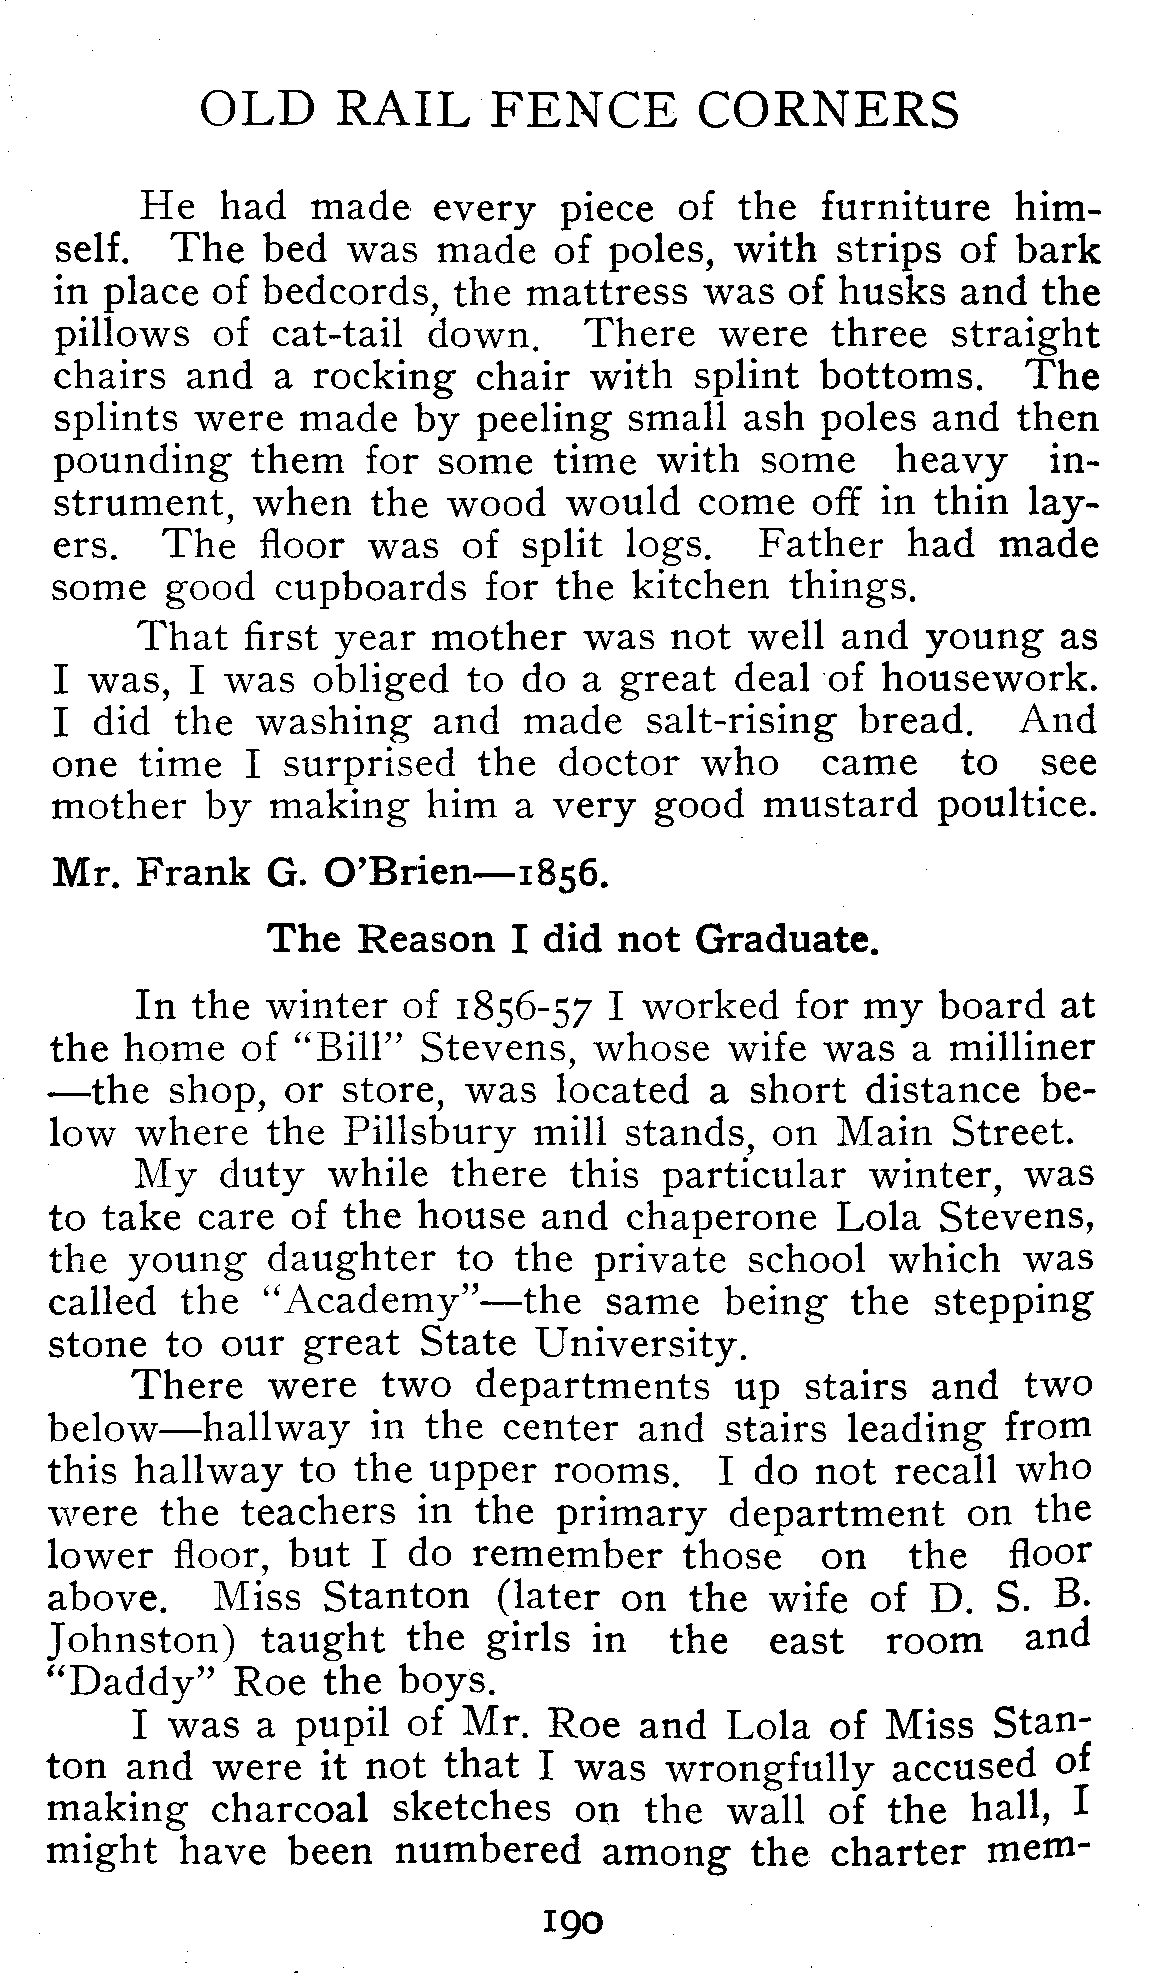 OLD RAIL FENCE CORNERS
He had made every piece of the furniture him-
self. The bed was made of poles, with strips of bark
in place of bedcords, the mattress was of husks and the
pillows of cat-tail down. There were three straight
chairs and a rocking chair with splint bottoms. The
splints were made by peeling small ash poles and then
pounding them for some time with some heavy in-
strument, when the wood would come off in thin lay-
ers. The floor was of split logs. Father had made
some good cupboards for the kitchen things.
That first year mother was not well and young as
I was, I was obliged to do a great deal of housework.
I did the washing and made salt-rising bread. And
one time I surprised the doctor who came to see
mother by making him a very good mustard poultice.
Mr. Frank G. O'Brien—1856.
The Reason I did not Graduate.
In the winter of 1856-57 I worked for my board at
the home of “Bill” Stevens, whose wife was a milliner
—the shop, or store, was located a short distance be-
low where the Pillsbury mill stands, on Main Street.
My duty while there this particular winter, was
to take care of the house and chaperone Lola Stevens,
the young daughter to the private school which was
called the “Academy”—the same being the stepping
stone to our great State University.
There were two departments up stairs and two
below—hallway in the center and stairs leading from
this hallway to the upper rooms. I do not recall who
were the teachers in the primary department on the
lower floor, but I do remember those on the floor
above. Miss Stanton (later on the wife of D. S. B.
Johnston) taught the girls in the east room and
“Daddy” Roe the boys.
I was a pupil of Mr. Roe and Lola of Miss Stan-
ton and were it not that I was wrongfully accused of
making charcoal sketches on the wall of the hall, I
might have been numbered among the charter mem-
190